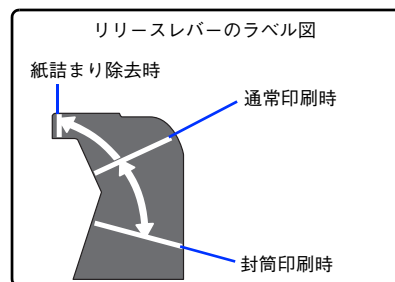 リリースレバーのラベル図
紙詰まり除去時
通常印刷時
封筒印刷時